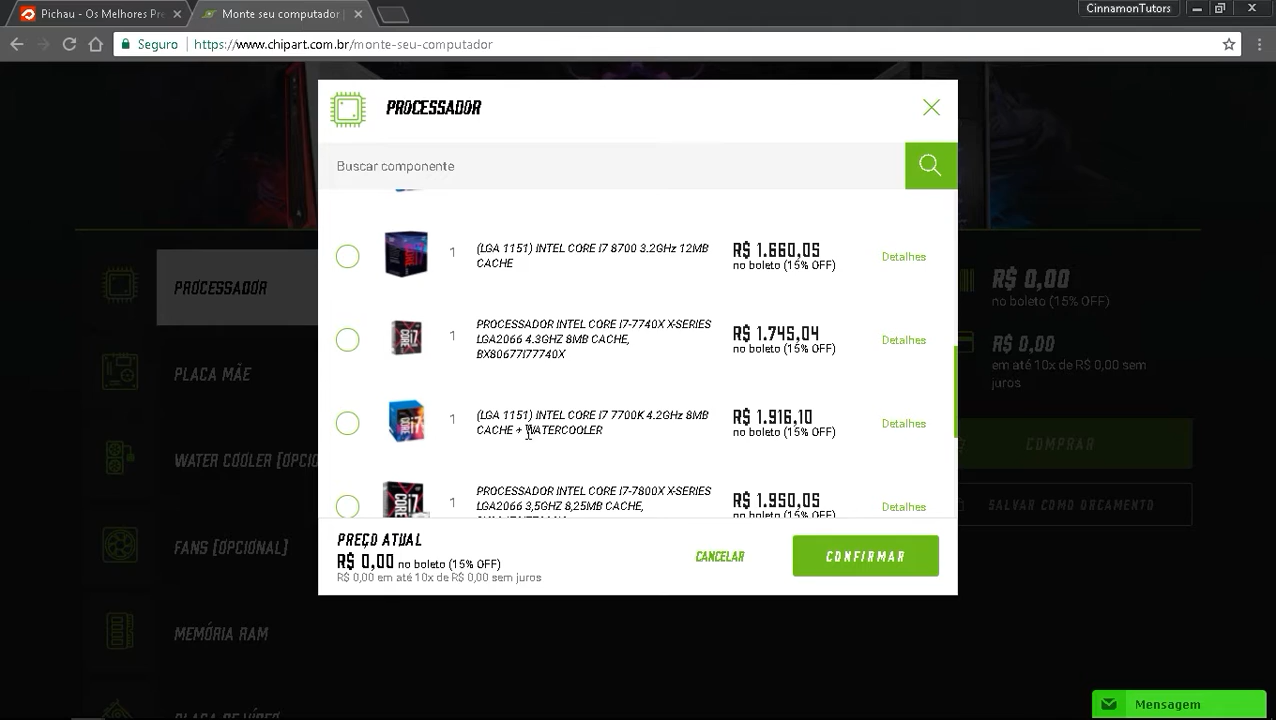 Pichau - Os Melhores Pre
Monte seu computador |
CinnamonTutors
Seguro
https://www.chipart.com.br/monte-seu-computador
PROCESSADOR
Buscar componente
1
(LGA 1151) INTEL CORE I7 8700 3.2GHz 12MB
CACHE
R$ 1.660,05
no boleto (15% OFF)
Detalhes
1
PROCESSADOR INTEL CORE I7-7740X X-SERIES
LGA2066 4.3GHZ 8MB CACHE,
BX80677I77740X
R$ 1.745,04
no boleto (15% OFF)
Detalhes
1
(LGA 1151) INTEL CORE I7 7700K 4.2GHz 8MB
CACHE + WATERCOOLER
R$ 1.916,10
no boleto (15% OFF)
Detalhes
1
PROCESSADOR INTEL CORE I7-7800X X-SERIES
LGA2066 3,5GHZ 8,25MB CACHE,
R$ 1.950,05
no boleto (15% OFF)
Detalhes
PREÇO ATUAL
R$ 0,00 no boleto (15% OFF)
R$ 0,00 em até 10x de R$ 0,00 sem juros
CANCELAR
CONFIRMAR
PROCESSADOR
PLACA MÃE
WATER COOLER [OPCIO
FANS [OPCIONAL]
MEMÓRIA RAM
PLACA DE VÍDEO
R$ 0,00
no boleto (15% OFF)
R$ 0,00
em até 10x de R$ 0,00 sem
juros
COMPRAR
SALVAR COMO ORÇAMENTO
Mensagem